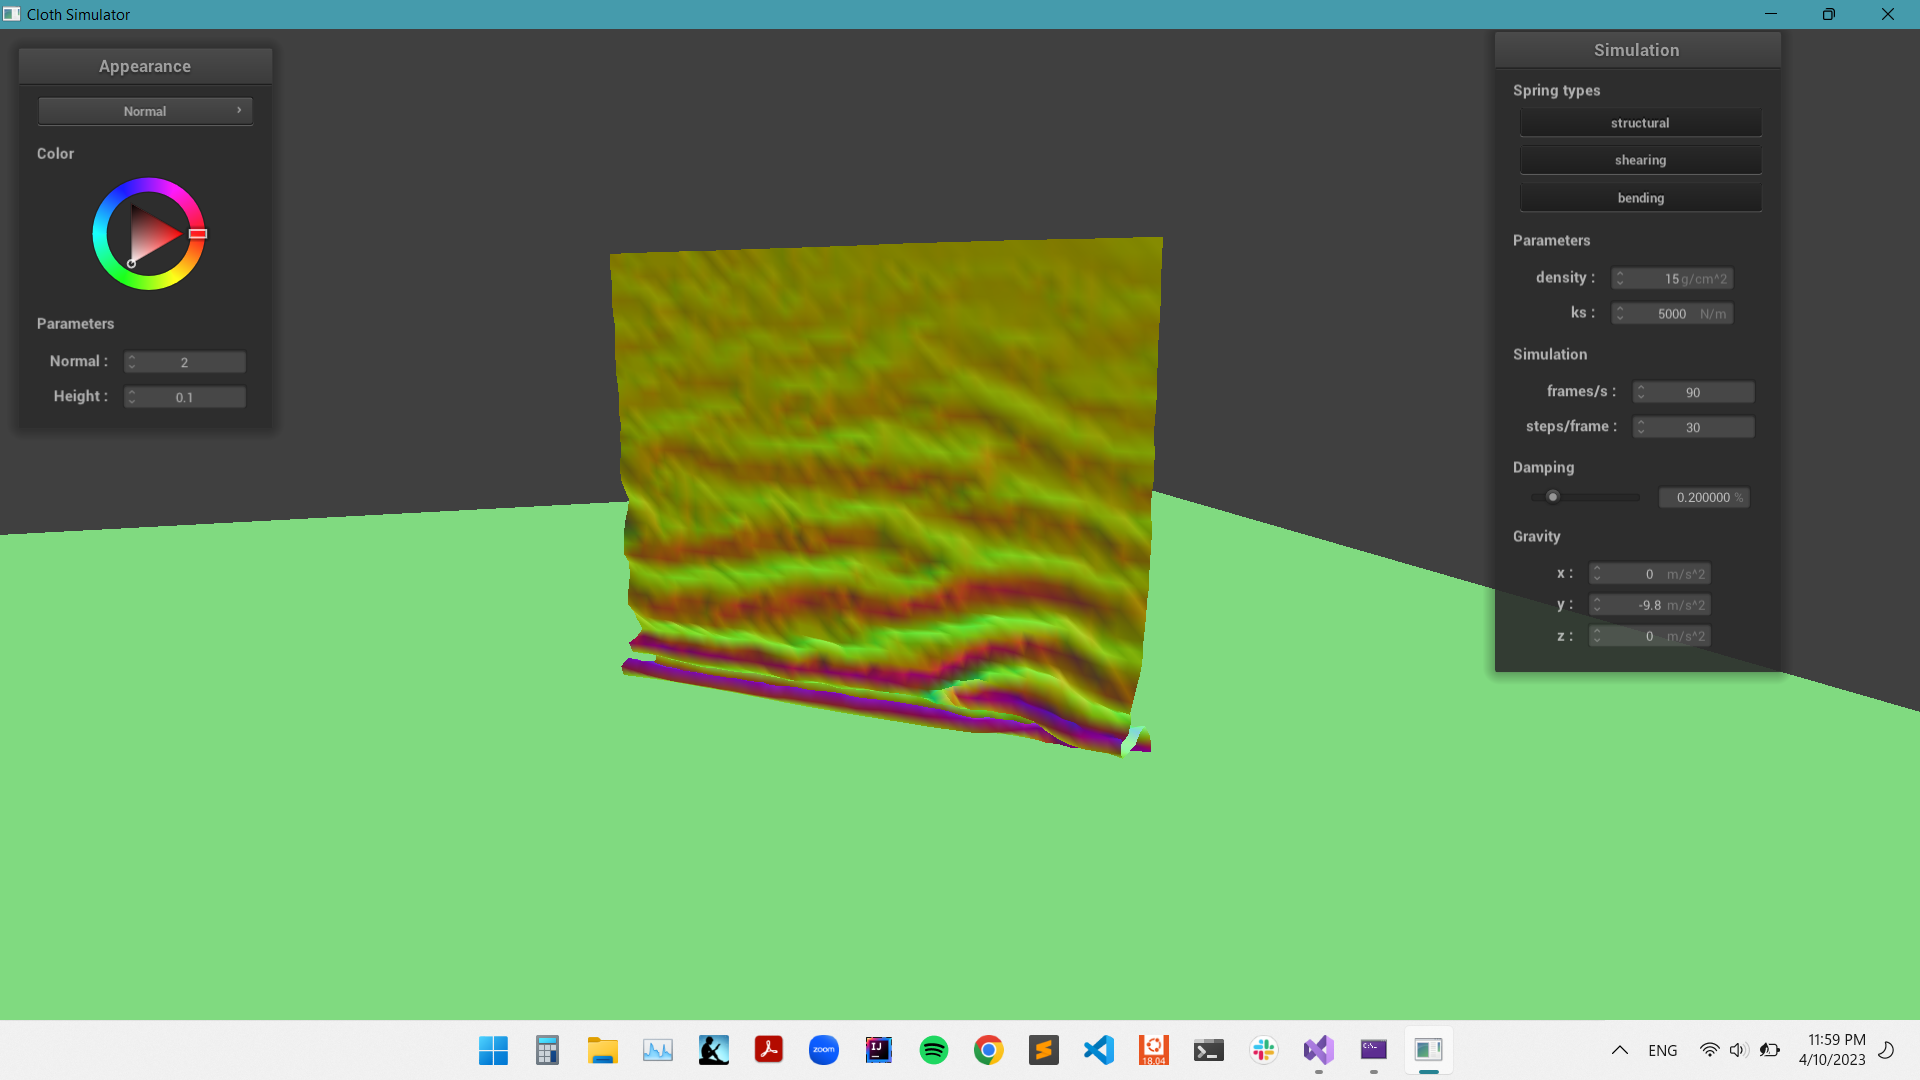 Cloth Simulator
Appearance
Normal
Color
Parameters
Normal : 2
Height : 0.1
Simulation
Spring types
structural
shearing
bending
Parameters
density : 15 g/cm^2
ks : 5000 N/m
Simulation
frames/s : 90
steps/frame : 30
Damping
0.200000 %
Gravity
x : 0 m/s^2
y : -9.8 m/s^2
z : 0 m/s^2
zoom
IJ
18.04
ENG
11:59 PM
4/10/2023